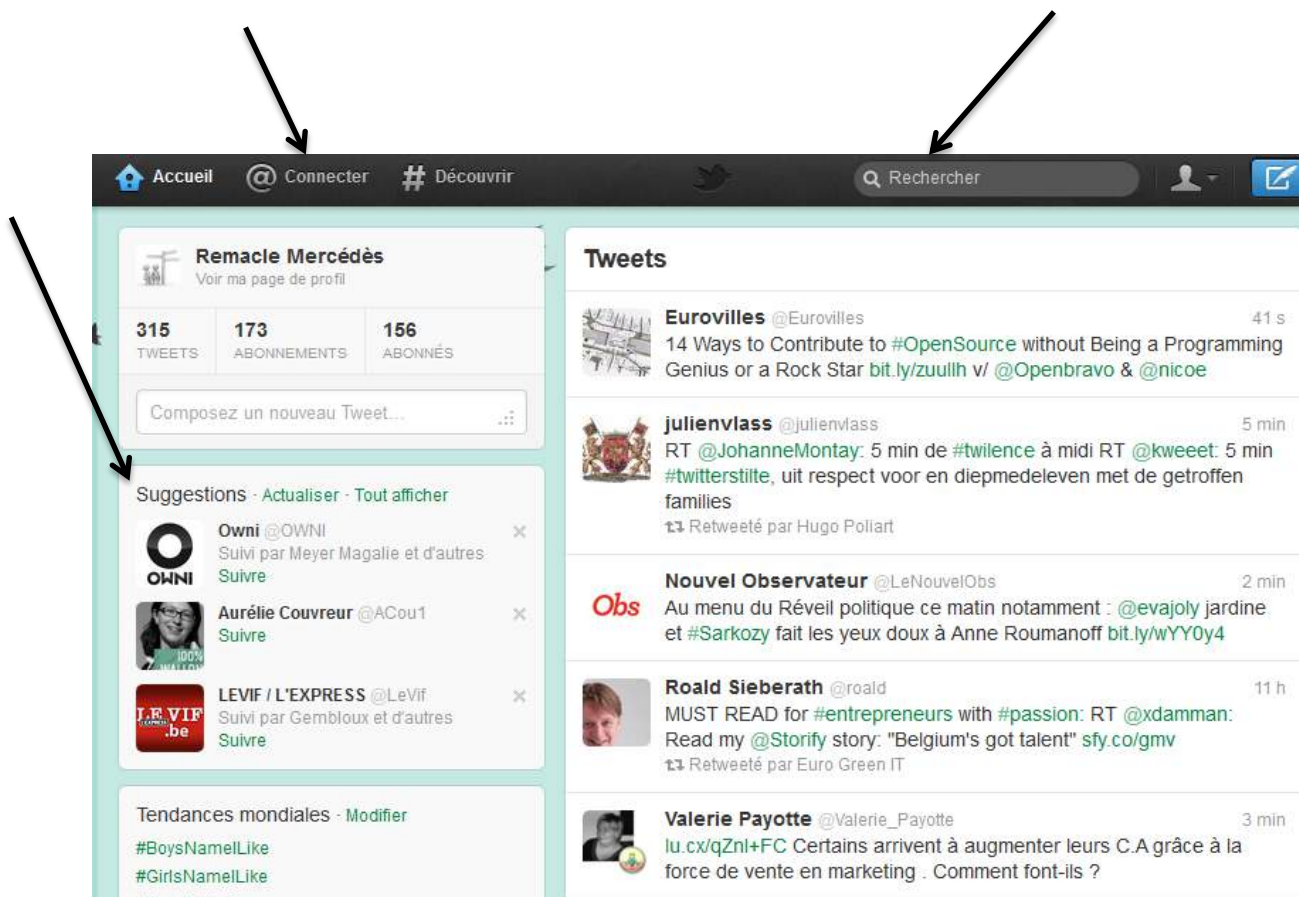 Accueil @ Connecter # Découvrir Rechercher
Remacle Mercédès
Voir ma page de profil
315 173 156
TWEETS ABONNEMENTS ABONNÉS
Composez un nouveau Tweet...
Suggestions · Actualiser · Tout afficher
Owni @OWNI
Suivi par Meyer Magalie et d'autres
Suivre
OWNI
Aurélie Couvreur @ACou1
Suivre
100%
WALLON
LEVIF / L'EXPRESS @LeVif
Suivi par Gembloux et d'autres
Suivre
LE VIF
.be
Tendances mondiales · Modifier
#BoysNameILike
#GirlsNameILike
Tweets
Eurovilles @Eurovilles 41 s
14 Ways to Contribute to #OpenSource without Being a Programming
Genius or a Rock Star bit.ly/zuullh v/ @Openbravo & @nicoe
julienvlass @julienvlass 5 min
RT @JohanneMontay: 5 min de #twilence à midi RT @kweeet: 5 min
#twitterstilte, uit respect voor en diepmedeleven met de getroffen
families
Retweeté par Hugo Poliart
Nouvel Observateur @LeNouvelObs 2 min
Obs
Au menu du Réveil politique ce matin notamment : @evajoly jardine
et #Sarkozy fait les yeux doux à Anne Roumanoff bit.ly/wYY0y4
Roald Sieberath @roald 11 h
MUST READ for #entrepreneurs with #passion: RT @xdamman:
Read my @Storify story: "Belgium's got talent" sfy.co/gmv
Retweeté par Euro Green IT
Valerie Payotte @Valerie_Payotte 3 min
lu.cx/qZnI+FC Certains arrivent à augmenter leurs C.A grâce à la
force de vente en marketing . Comment font-ils ?